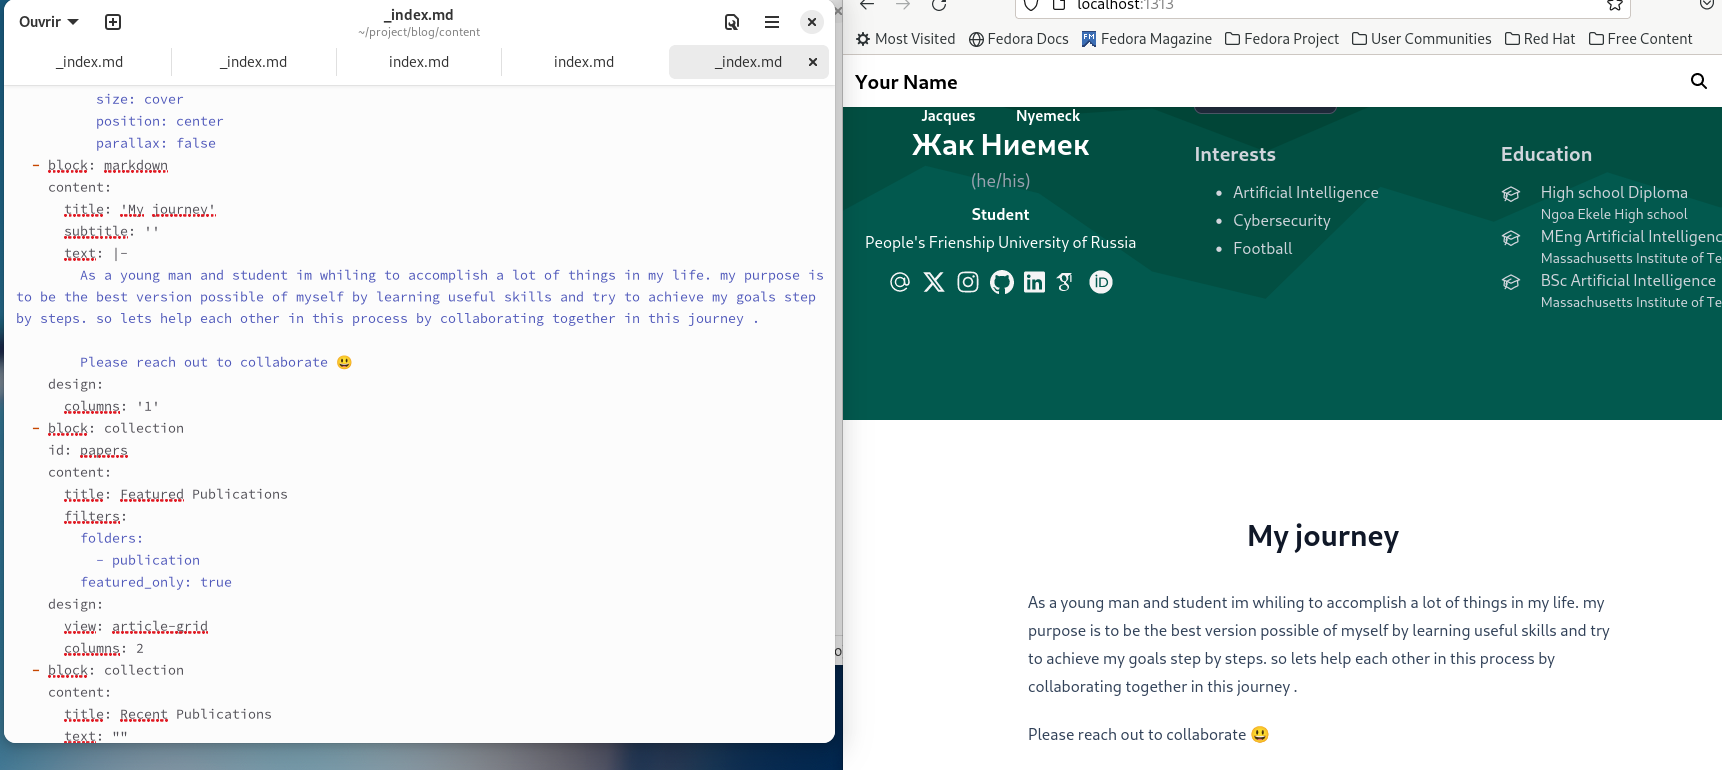 Ouvrir
_index.md
~/project/blog/content
_index.md
_index.md
index.md
index.md
_index.md
size: cover
position: center
parallax: false
- block: markdown
content:
title: 'My journey'
subtitle: ''
text: |-
As a young man and student im whiling to accomplish a lot of things in my life. my purpose is
to be the best version possible of myself by learning useful skills and try to achieve my goals step
by steps. so lets help each other in this process by collaborating together in this journey .
Please reach out to collaborate 😃
design:
columns: '1'
- block: collection
id: papers
content:
title: Featured Publications
filters:
folders:
- publication
featured_only: true
design:
view: article-grid
columns: 2
- block: collection
content:
title: Recent Publications
text: ""
localhost:1313
Most Visited
Fedora Docs
Fedora Magazine
Fedora Project
User Communities
Red Hat
Free Content
Your Name
Jacques Nyemeck
Жак Ниемек
(he/his)
Student
People's Frienship University of Russia
iD
Interests
Artificial Intelligence
Cybersecurity
Football
Education
High school Diploma
Ngoa Ekele High school
MEng Artificial Intelligenc
Massachusetts Institute of Te
BSc Artificial Intelligence
Massachusetts Institute of Te
My journey
As a young man and student im whiling to accomplish a lot of things in my life. my
purpose is to be the best version possible of myself by learning useful skills and try
to achieve my goals step by steps. so lets help each other in this process by
collaborating together in this journey .
Please reach out to collaborate 😃